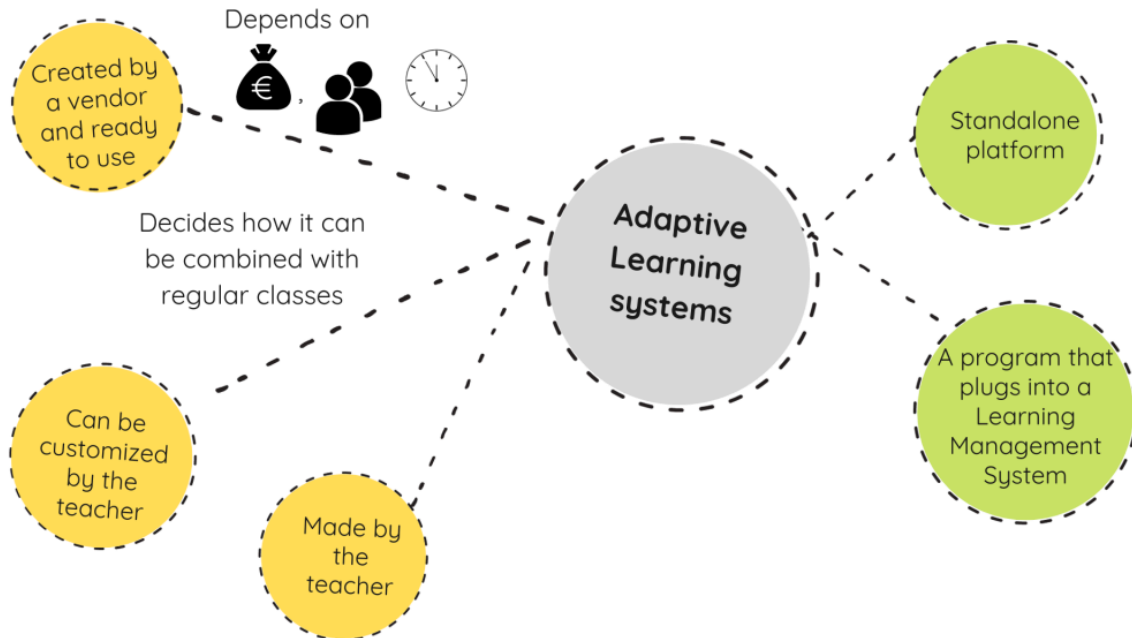 Depends on
€
,
Created by
a vendor
and ready
to use
Decides how it can
be combined with
regular classes
Can be
customized
by the
teacher
Made by
the
teacher
Adaptive
Learning
systems
Standalone
platform
A program that
plugs into a
Learning
Management
System